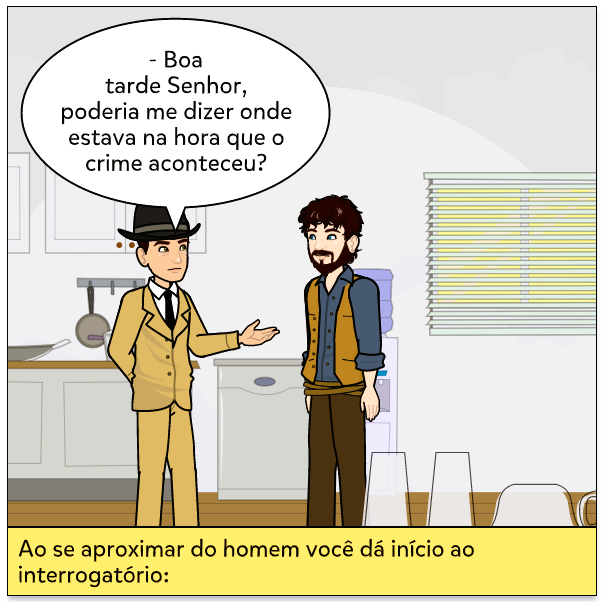 - Boa
tarde Senhor,
poderia me dizer onde
estava na hora que o
crime aconteceu?
Ao se aproximar do homem você dá início ao
interrogatório: